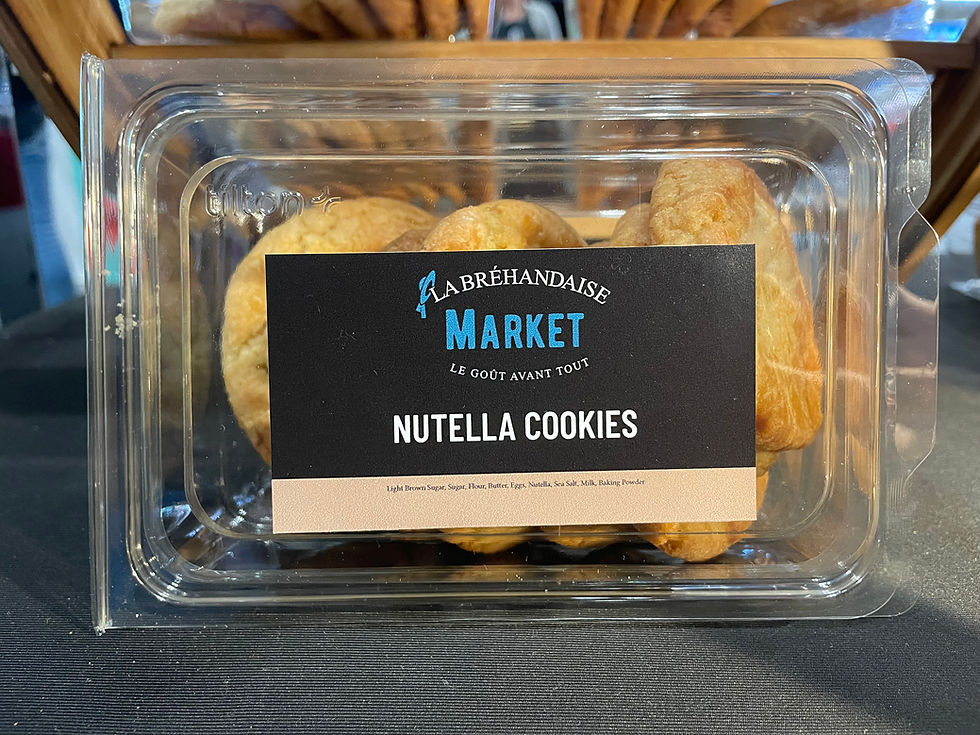 tilton
LA BRÉHANDAISE
MARKET
LE GOÛT AVANT TOUT
NUTELLA COOKIES
Light Brown Sugar, Sugar, Flour, Butter, Eggs, Nutella, Sea Salt, Milk, Baking Powder